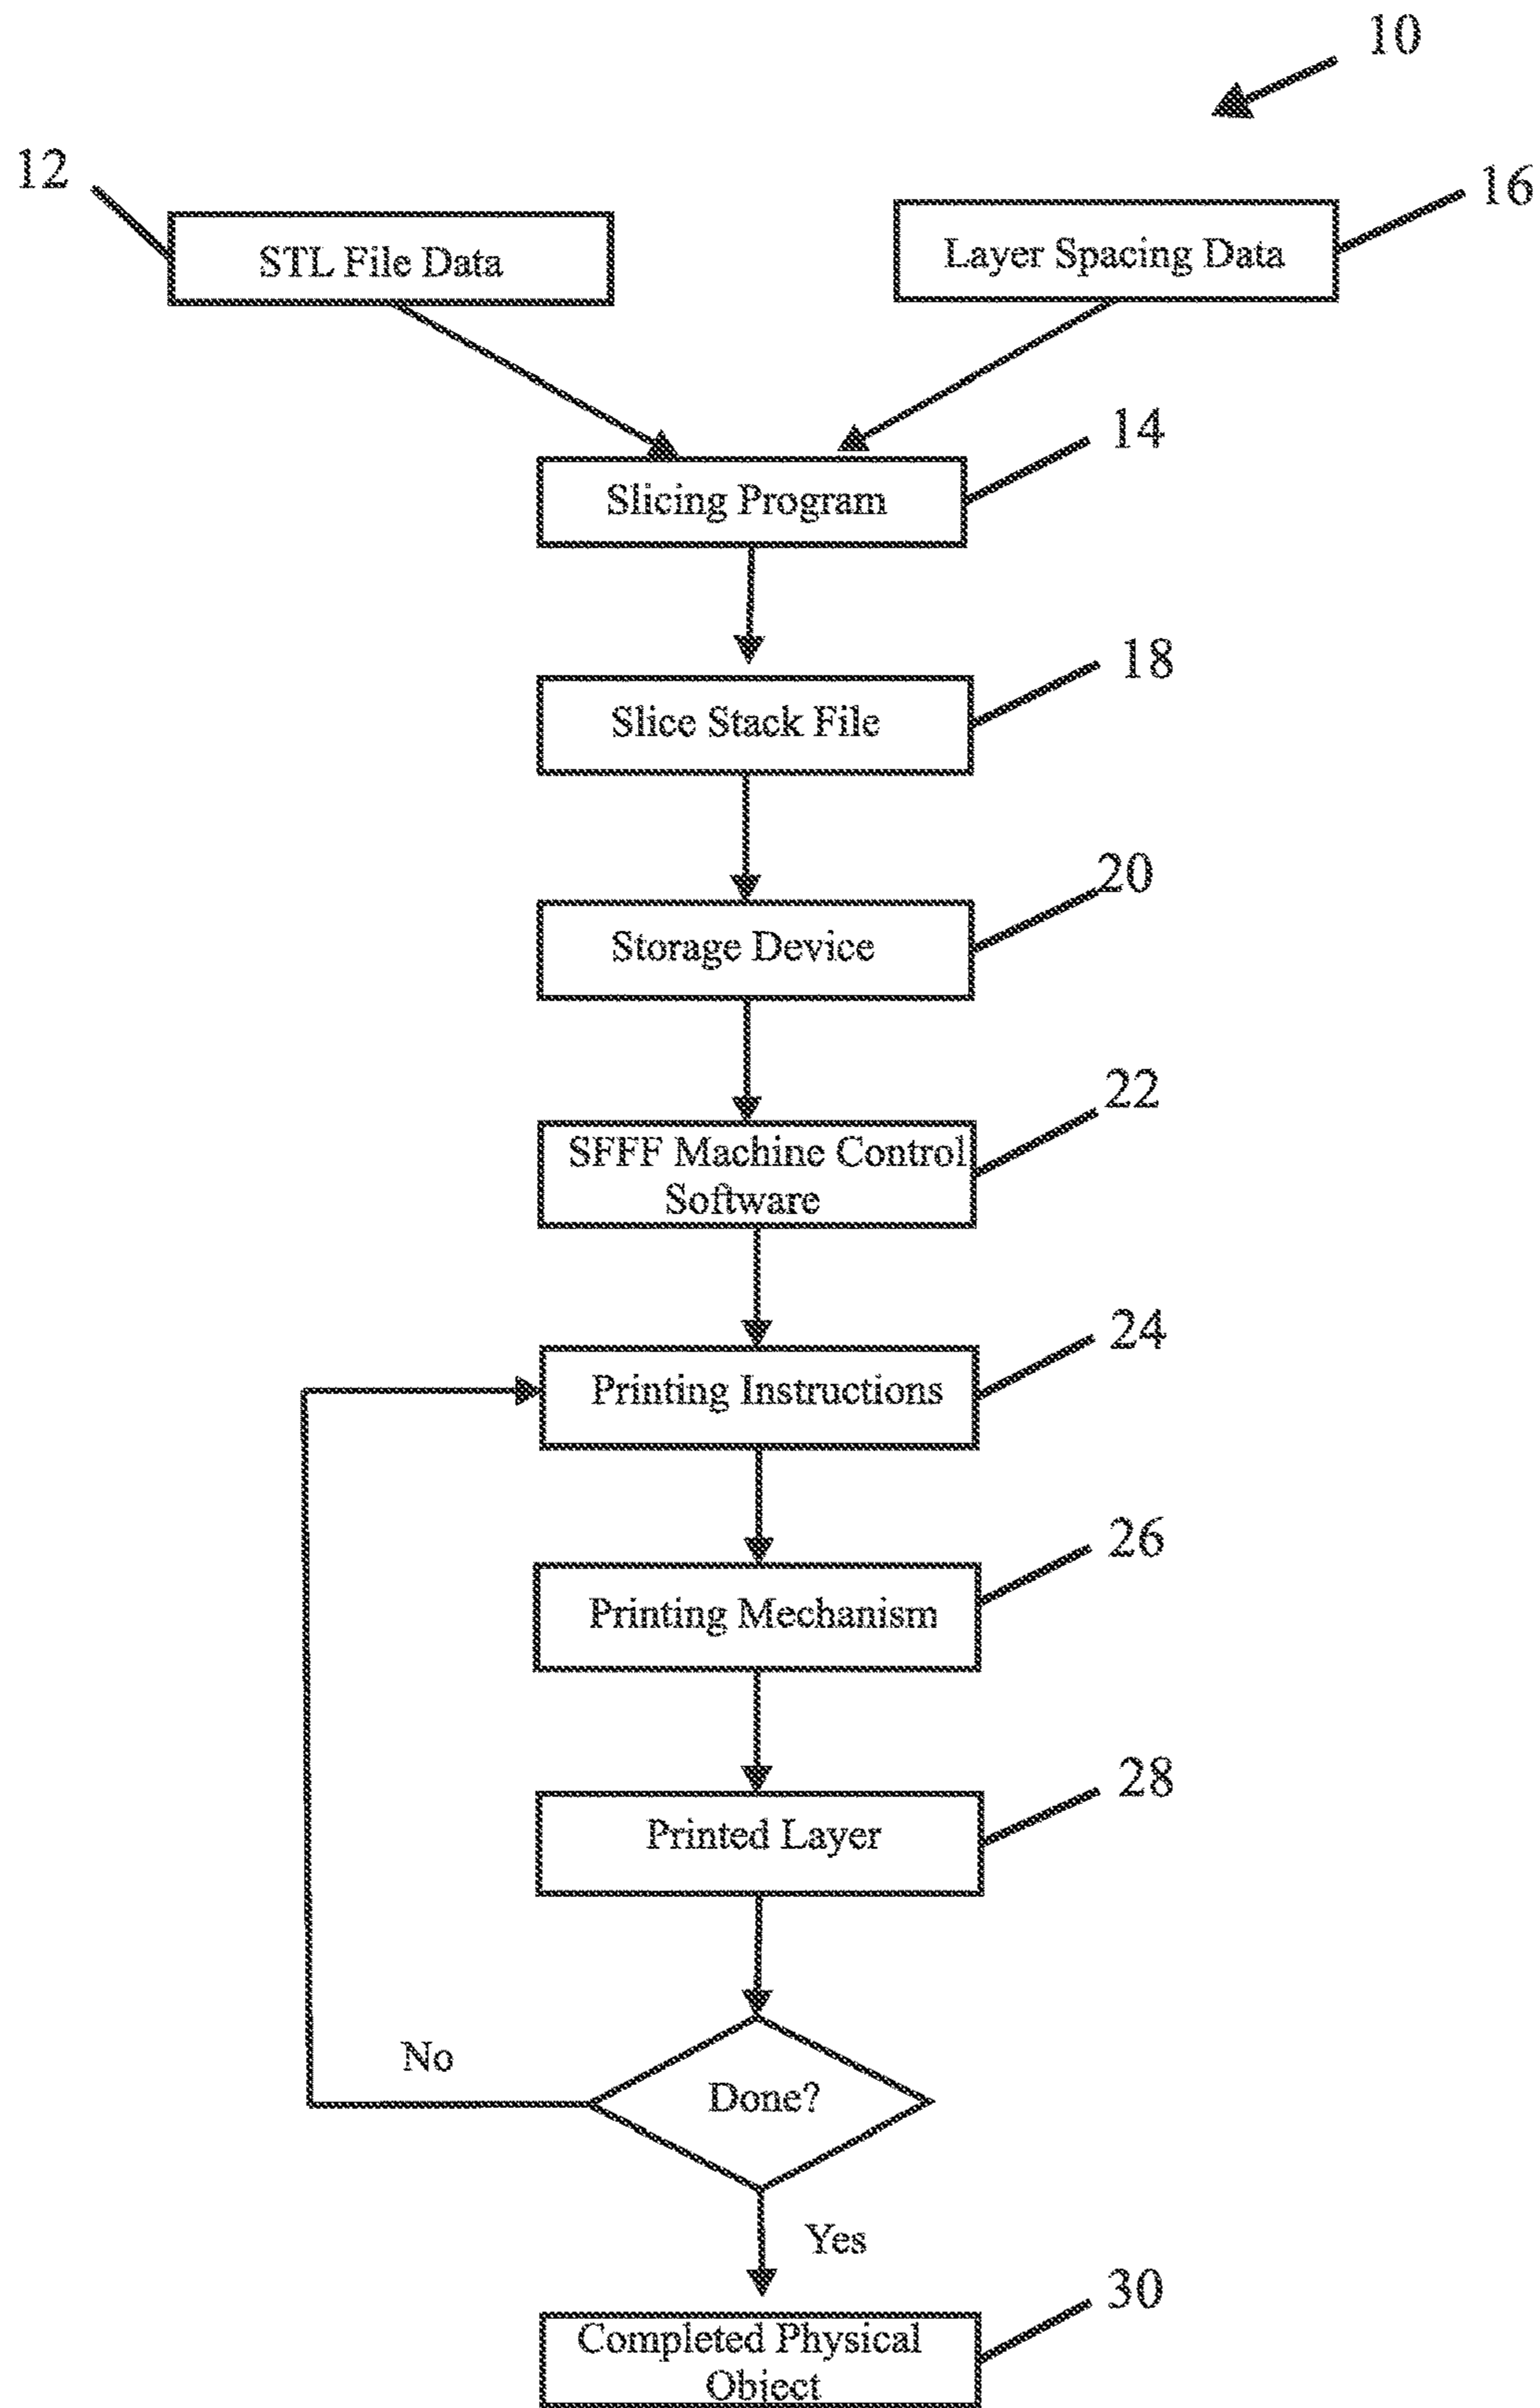 10
12
16
STL File Data
Layer Spacing Data
14
Slicing Program
18
Slice Stack File
20
Storage Device
22
SFFF Machine Control
Software
24
Printing Instructions
26
Printing Mechanism
28
Printed Layer
No
Done?
Yes
30
Completed Physical
Object